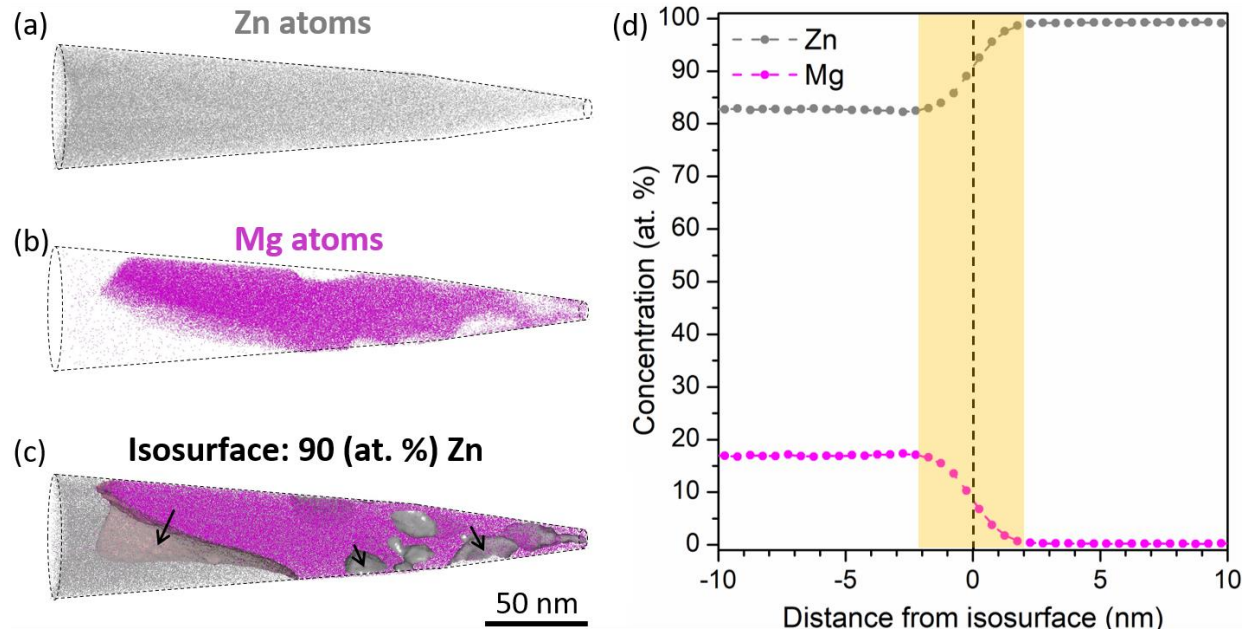 (a)
Zn atoms
(b)
Mg atoms
(c)
Isosurface: 90 (at. %) Zn
50 nm
(d)
Zn
Mg
Concentration (at. %)
100
90
80
70
60
50
40
30
20
10
0
-10
-5
0
5
10
Distance from isosurface (nm)